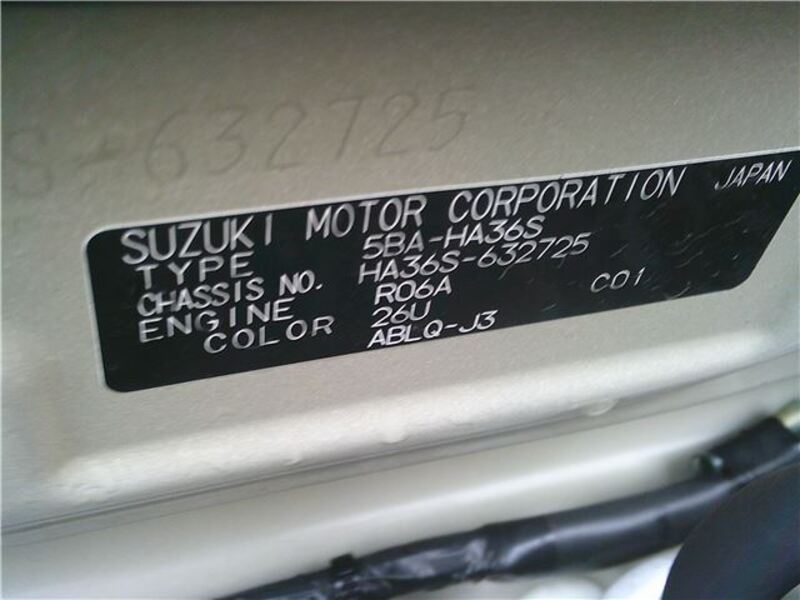 S-632725
SUZUKI MOTOR CORPORATION JAPAN
TYPE 5BA-HA36S
CHASSIS NO. HA36S-632725
ENGINE R06A
COLOR 26U C01
ABLQ-J3